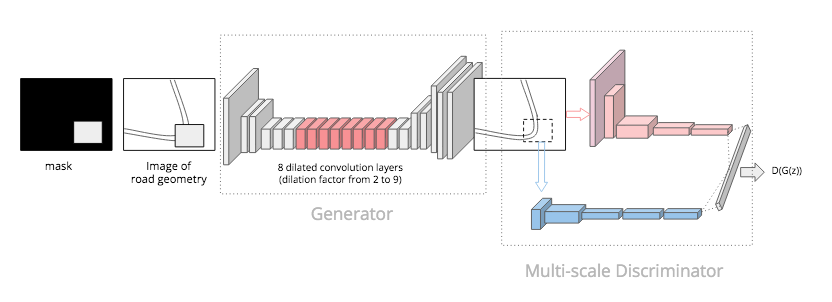 mask
Image of
road geometry
8 dilated convolution layers
(dilation factor from 2 to 9)
Generator
D(G(z))
Multi-scale Discriminator